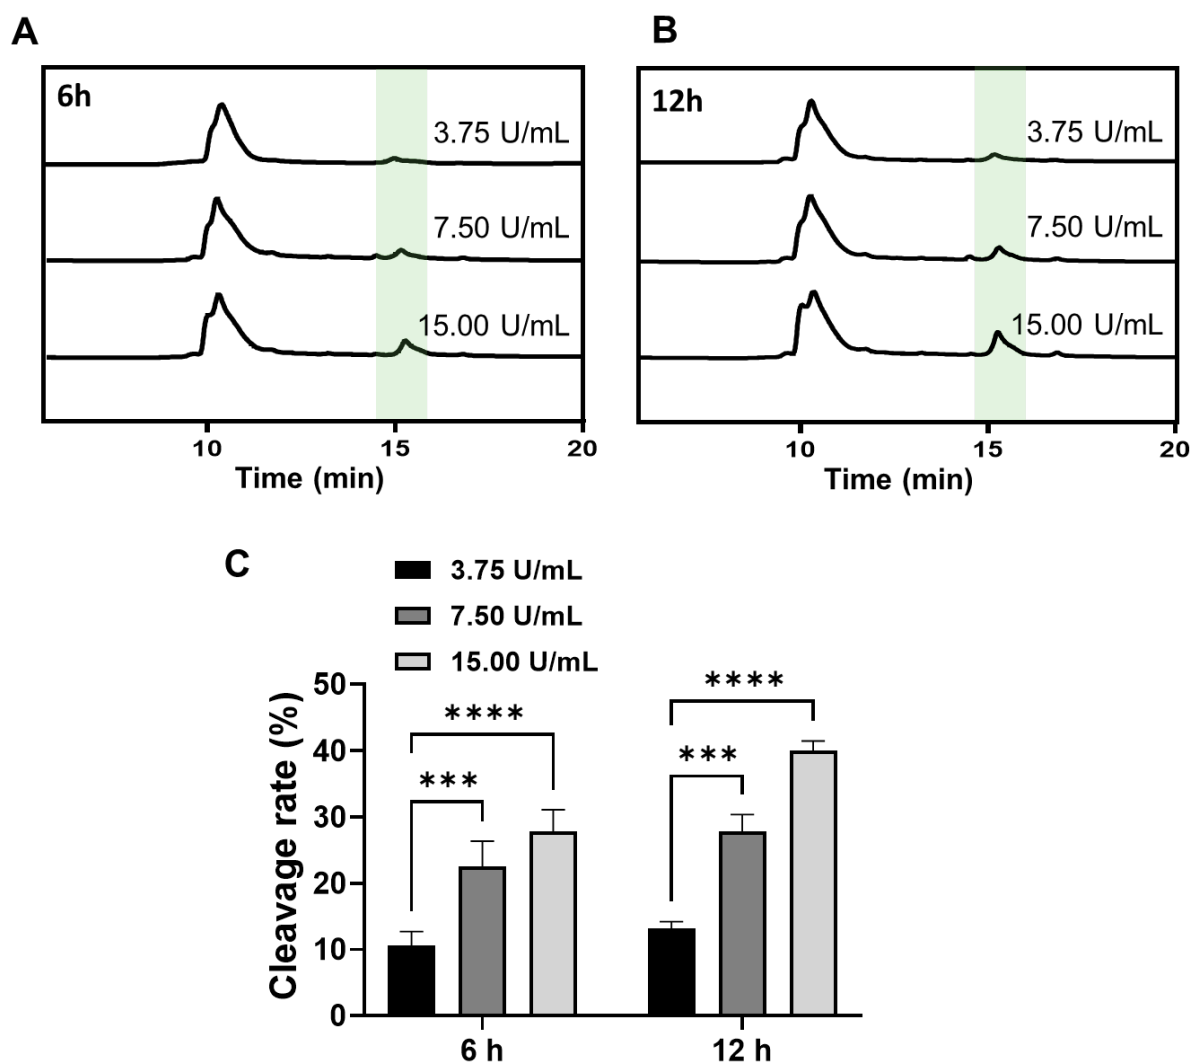 A
6h
3.75 U/mL
7.50 U/mL
15.00 U/mL
10 15 20
Time (min)
B
12h
3.75 U/mL
7.50 U/mL
15.00 U/mL
10 15 20
Time (min)
C
3.75 U/mL
7.50 U/mL
15.00 U/mL
Cleavage rate (%)
50
40
30
20
10
0
*** ****
*** ****
6 h 12 h